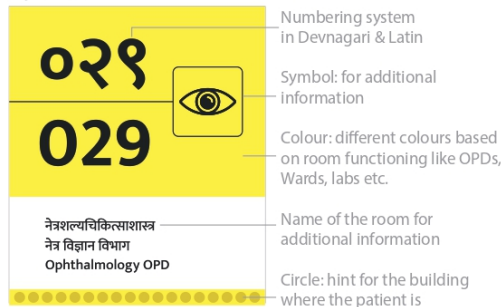 ०२९
029
नेत्रशल्यचिकित्साशास्त्र
नेत्र विज्ञान विभाग
Ophthalmology OPD
Numbering system
in Devnagari & Latin
Symbol: for additional
information
Colour: different colours based
on room functioning like OPDs,
Wards, labs etc.
Name of the room for
additional information
Circle: hint for the building
where the patient is